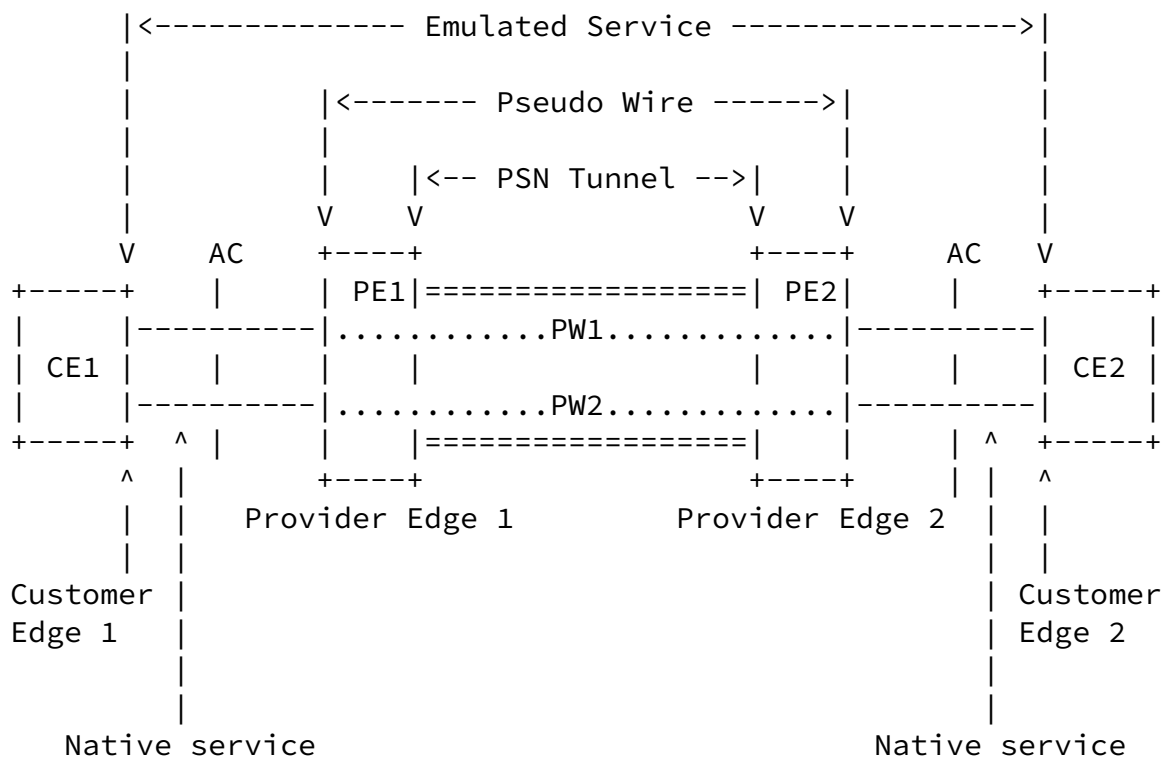 |<-------------- Emulated Service ---------------->|
|<------- Pseudo Wire ------>|
|<-- PSN Tunnel -->|
V V V V
V AC +----+ +----+ AC V
+-----+ | | PE1|==================| PE2| | +-----+
| |----------|............PW1.............|----------| |
| CE1 | | | | | | | | CE2 |
| |----------|............PW2.............|----------| |
+-----+ ^ | | |==================| | | ^ +-----+
^ | +----+ +----+ | | ^
| | Provider Edge 1 Provider Edge 2 | |
Customer | | Customer
Edge 1 | | Edge 2
Native service Native service